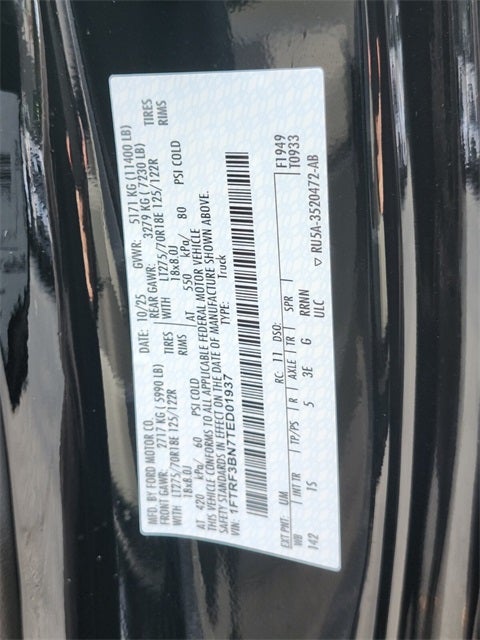 MFD. BY FORD MOTOR CO.
DATE: 10/25 GVWR: 5171 KG (11400 LB)
FRONT GAWR: 2717 KG (5990 LB) REAR GAWR: 3279 KG (7230 LB)
WITH LT275/70R18E 125/122R TIRES WITH LT275/70R18E 125/122R TIRES
18x8.0J RIMS 18x8.0J RIMS
AT 420 kPa/ 60 PSI COLD AT 550 kPa/ 80 PSI COLD
THIS VEHICLE CONFORMS TO ALL APPLICABLE FEDERAL MOTOR VEHICLE
SAFETY STANDARDS IN EFFECT ON THE DATE OF MANUFACTURE SHOWN ABOVE.
VIN: 1FTRF3BN7TED01937 TYPE: Truck
F1949
T0933
EXT PNT: UM RC: 11 DSO:
WB INT TR TP/PS R AXLE TR SPR
142 1S 5 3E G RRNN
ULC
▽ RU5A-3520472-AB